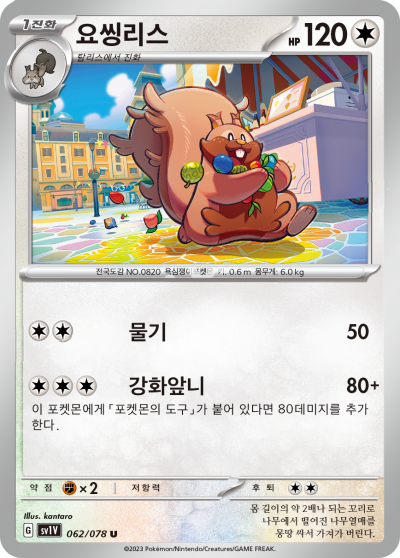 1진화
요씽리스
HP 120
탈리스에서 진화
전국도감 NO.0820 욕심쟁이포켓몬 키: 0.6 m 몸무게: 6.0 kg
물기 50
강화앞니 80+
이 포켓몬에게 「포켓몬의 도구」가 붙어 있다면 80데미지를 추가
한다.
약점 ×2 저항력 후퇴
Illus. kantaro
G sv1V 062/078 U
몸 길이의 약 2배나 되는 꼬리로
나무에서 떨어진 나무열매를
몽땅 싸서 가져가 버린다.
©2023 Pokémon/Nintendo/Creatures/GAME FREAK.